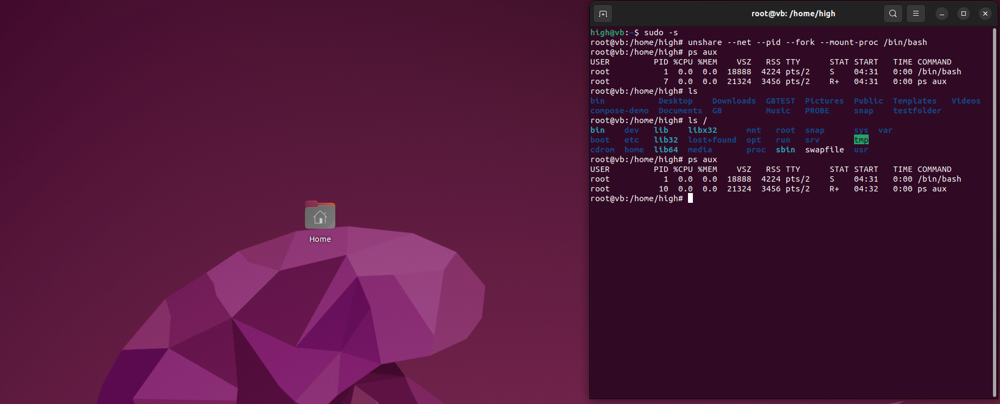 root@vb: /home/high
high@vb:~$ sudo -s
root@vb:/home/high# unshare --net --pid --fork --mount-proc /bin/bash
root@vb:/home/high# ps aux
USER         PID %CPU %MEM    VSZ   RSS TTY      STAT START   TIME COMMAND
root           1  0.0  0.0  18888  4224 pts/2    S    04:31   0:00 /bin/bash
root           7  0.0  0.0  21324  3456 pts/2    R+   04:31   0:00 ps aux
root@vb:/home/high# ls
bin           Desktop    Downloads  GBTEST  Pictures  Public  Templates   Videos
compose-demo  Documents  GB         Music   PROBE     snap    testfolder
root@vb:/home/high# ls /
bin    dev   lib    libx32      mnt   root  snap      sys  var
boot   etc   lib32  lost+found  opt   run   srv       tmp
cdrom  home  lib64  media       proc  sbin  swapfile  usr
root@vb:/home/high# ps aux
USER         PID %CPU %MEM    VSZ   RSS TTY      STAT START   TIME COMMAND
root           1  0.0  0.0  18888  4224 pts/2    S    04:31   0:00 /bin/bash
root          10  0.0  0.0  21324  3456 pts/2    R+   04:32   0:00 ps aux
root@vb:/home/high#
Home